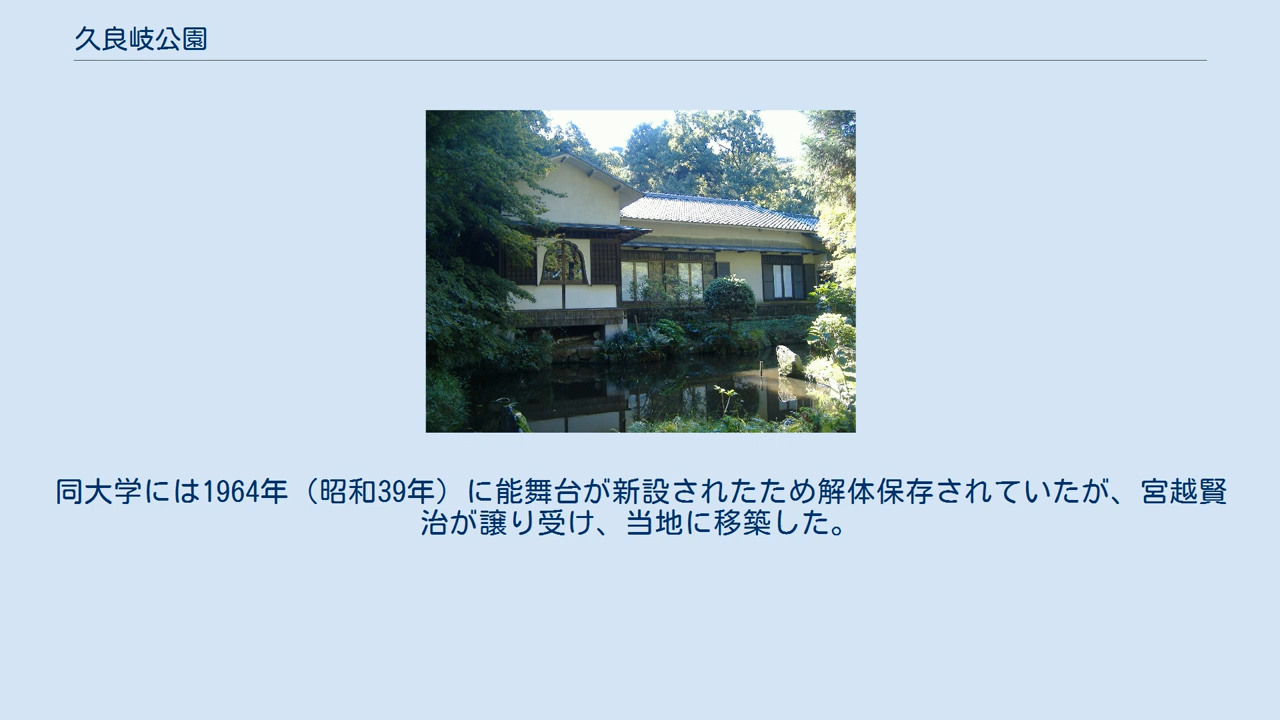 久良岐公園
同大学には1964年（昭和39年）に能舞台が新設されたため解体保存されていたが、宮越賢
治が譲り受け、当地に移築した。